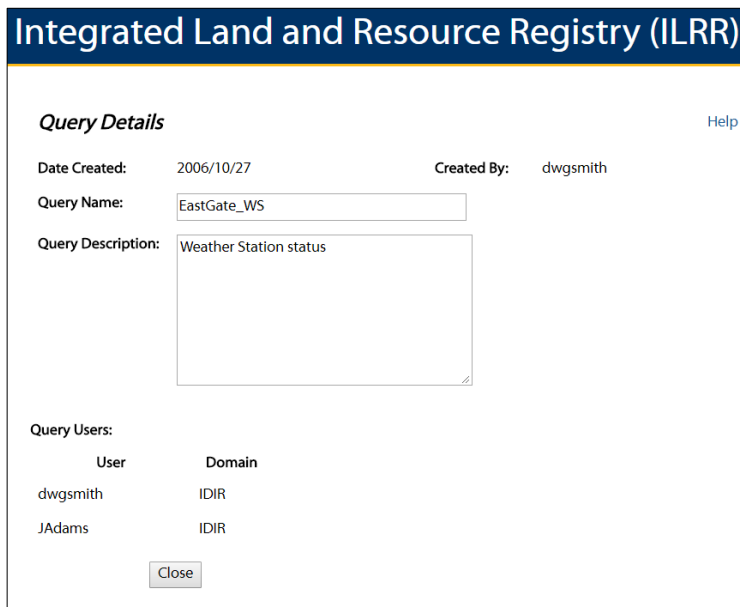 Integrated Land and Resource Registry (ILRR)
Query Details
Help
Date Created: 2006/10/27 Created By: dwgsmith
Query Name: EastGate_WS
Query Description: Weather Station status
Query Users:
User Domain
dwgsmith IDIR
JAdams IDIR
Close